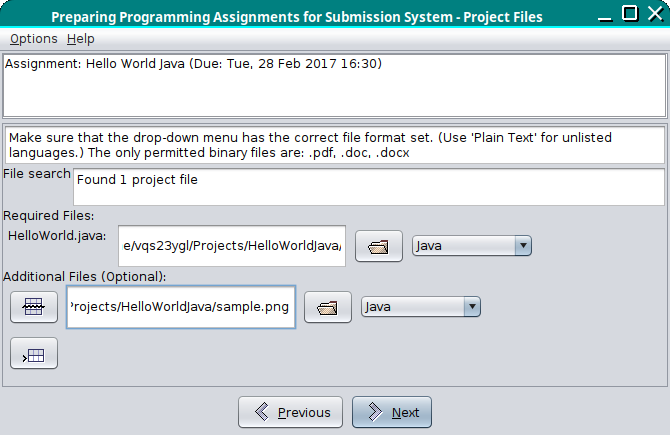 Preparing Programming Assignments for Submission System - Project Files
Options Help
Assignment: Hello World Java (Due: Tue, 28 Feb 2017 16:30)
Make sure that the drop-down menu has the correct file format set. (Use 'Plain Text' for unlisted
languages.) The only permitted binary files are: .pdf, .doc, .docx
File search Found 1 project file
Required Files:
HelloWorld.java: e/vqs23ygl/Projects/HelloWorldJava/ Java
Additional Files (Optional):
rojects/HelloWorldJava/sample.png Java
Previous Next